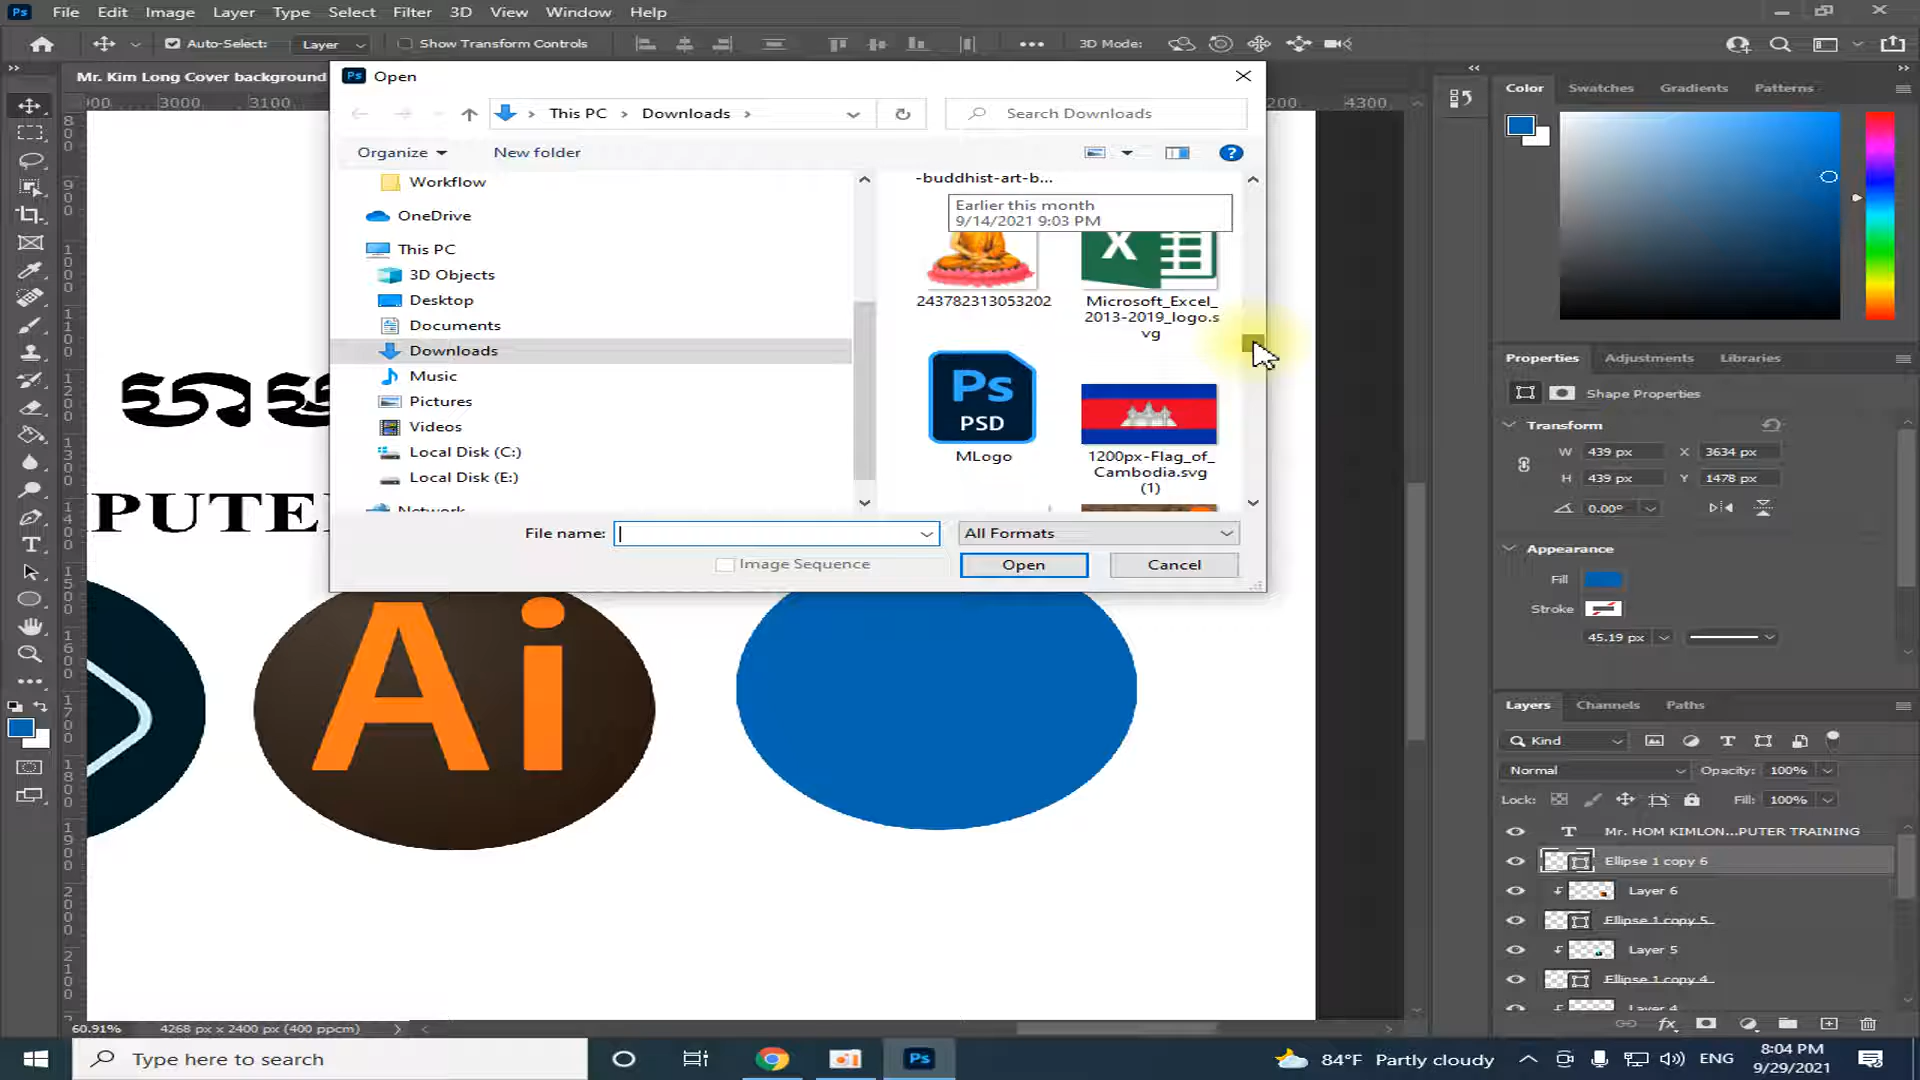 Ps File Edit Image Layer Type Select Filter 3D View Window Help
Auto-Select: Layer Show Transform Controls 3D Mode:
Mr. Kim Long Cover background
3000 3100 4300
Open
This PC Downloads
Search Downloads
Organize New folder
Workflow
OneDrive
This PC
3D Objects
Desktop
Documents
Downloads
Music
Pictures
Videos
Local Disk (C:)
Local Disk (E:)
Network
-buddhist-art-b...
Earlier this month
9/14/2021 9:03 PM
243782313053202
Microsoft_Excel_
2013-2019_logo.s
vg
Ps
PSD
MLogo
1200px-Flag_of_
Cambodia.svg
(1)
File name:
All Formats
Image Sequence
Open Cancel
PUTE
Ai
60.91% 4268 px x 2400 px (400 ppcm)
Color Swatches Gradients Patterns
Properties Adjustments Libraries
Shape Properties
Transform
W 439 px X 3634 px
H 439 px Y 1478 px
0.00°
Appearance
Fill
Stroke
45.19 px
Layers Channels Paths
Kind
Normal Opacity: 100%
Lock: Fill: 100%
Mr. HOM KIMLON...PUTER TRAINING
Ellipse 1 copy 6
Layer 6
Ellipse 1 copy 5
Layer 5
Ellipse 1 copy 4
Layer 4
Type here to search
84°F Partly cloudy
ENG
8:04 PM
9/29/2021